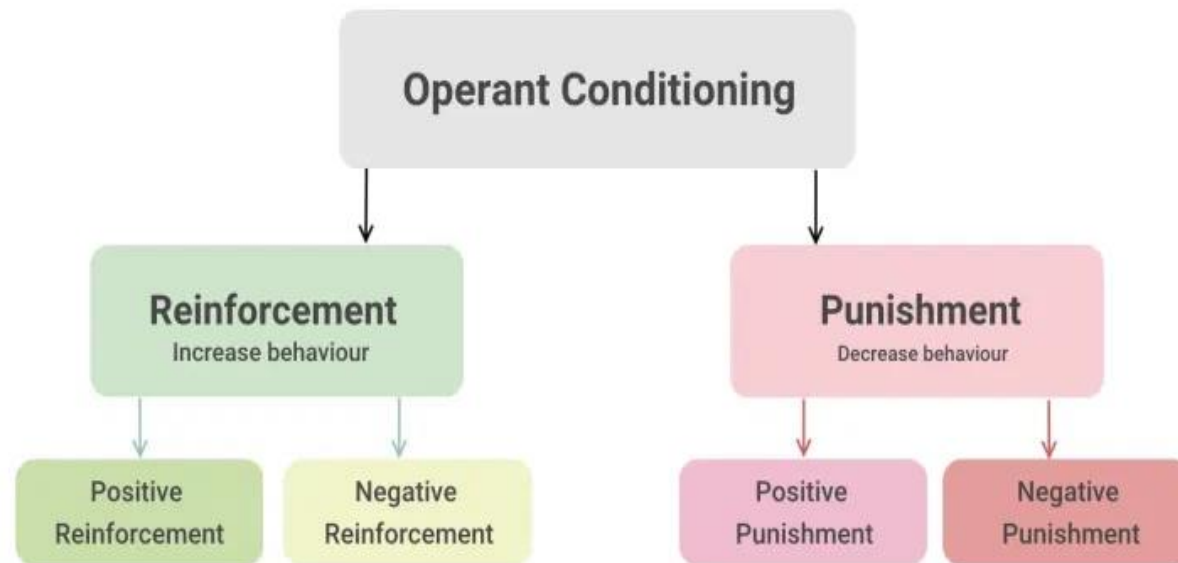 Operant Conditioning
Reinforcement
Increase behaviour
Punishment
Decrease behaviour
Positive
Reinforcement
Negative
Reinforcement
Positive
Punishment
Negative
Punishment